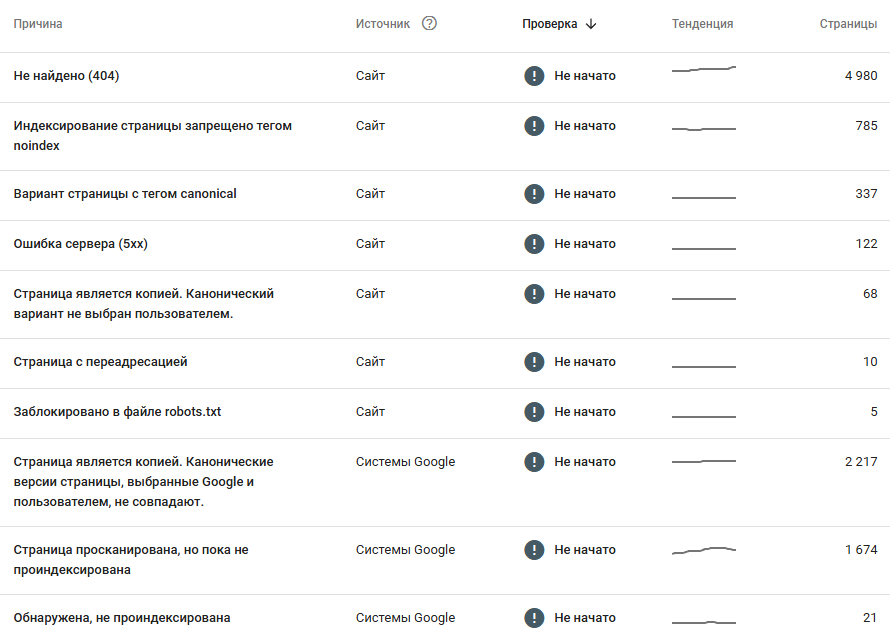 Причина Источник ? Проверка ↓ Тенденция Страницы
Не найдено (404) Сайт ! Не начато 4 980
Индексирование страницы запрещено тегом Сайт ! Не начато 785
noindex
Вариант страницы с тегом canonical Сайт ! Не начато 337
Ошибка сервера (5xx) Сайт ! Не начато 122
Страница является копией. Канонический Сайт ! Не начато 68
вариант не выбран пользователем.
Страница с переадресацией Сайт ! Не начато 10
Заблокировано в файле robots.txt Сайт ! Не начато 5
Страница является копией. Канонические Системы Google ! Не начато 2 217
версии страницы, выбранные Google и
пользователем, не совпадают.
Страница просканирована, но пока не Системы Google ! Не начато 1 674
проиндексирована
Обнаружена, не проиндексирована Системы Google ! Не начато 21